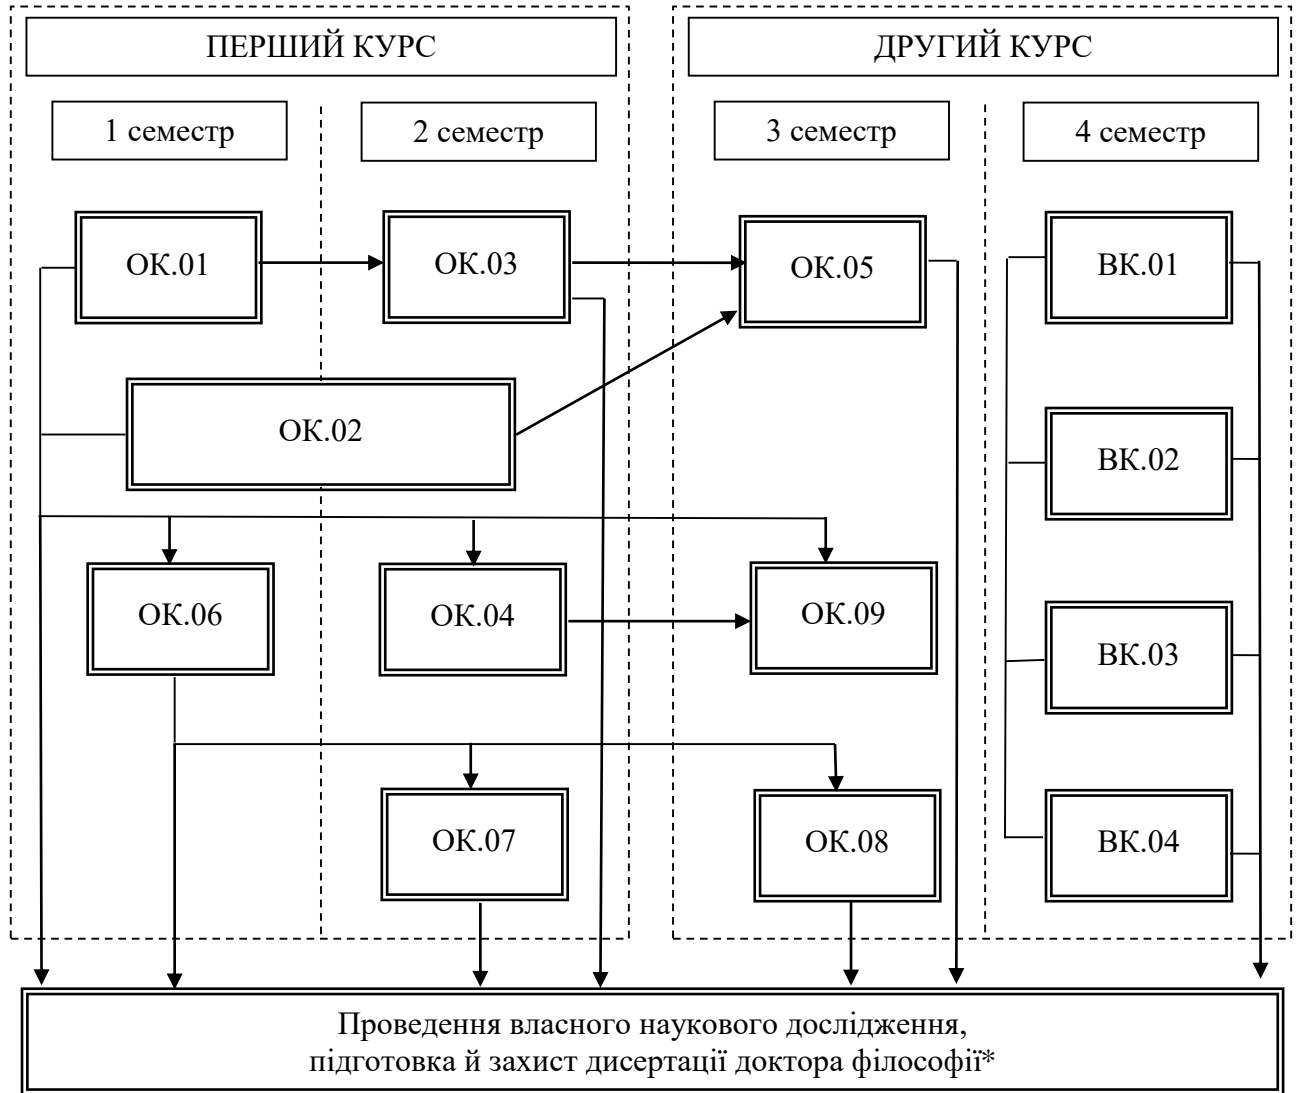 ПЕРШИЙ КУРС
ДРУГИЙ КУРС
1 семестр
2 семестр
3 семестр
4 семестр
ОК.01
ОК.03
ОК.05
ВК.01
ОК.02
ВК.02
ОК.06
ОК.04
ОК.09
ВК.03
ОК.07
ОК.08
ВК.04
Проведення власного наукового дослідження,
підготовка й захист дисертації доктора філософії*